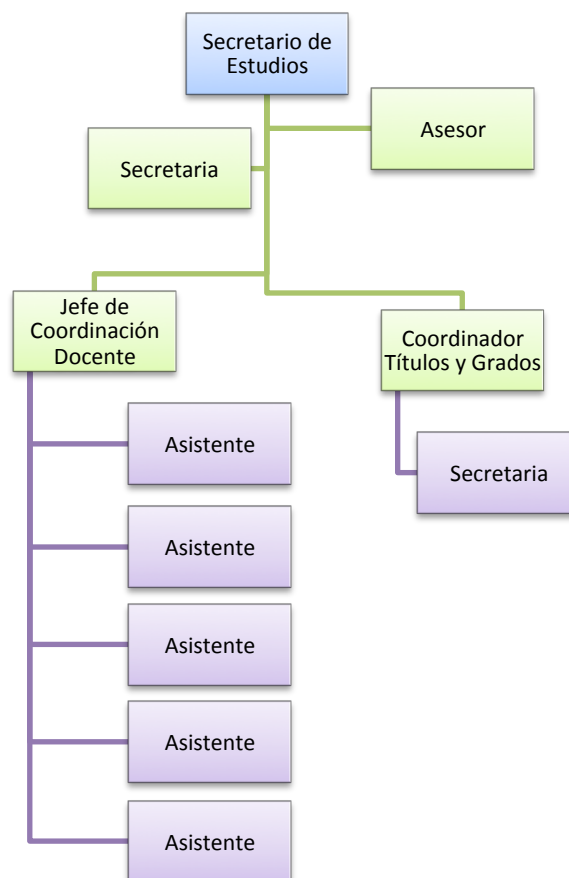 Secretario de
Estudios
Asesor
Secretaria
Jefe de
Coordinación
Docente
Coordinador
Títulos y Grados
Asistente
Secretaria
Asistente
Asistente
Asistente
Asistente